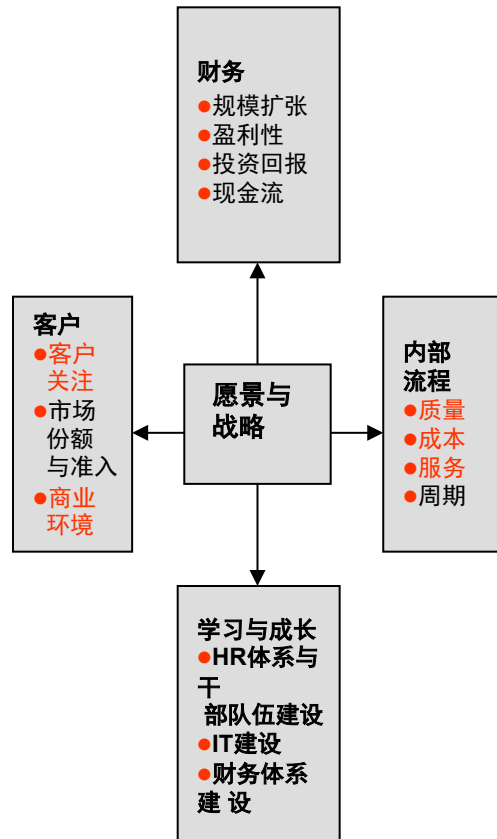 财务
●规模扩张
●盈利性
●投资回报
●现金流
客户
●客户
关注
●市场
份额
与准入
●商业
环境
愿景与
战略
内部
流程
●质量
●成本
●服务
●周期
学习与成长
●HR体系与
干
部队伍建设
●IT建设
●财务体系
建 设